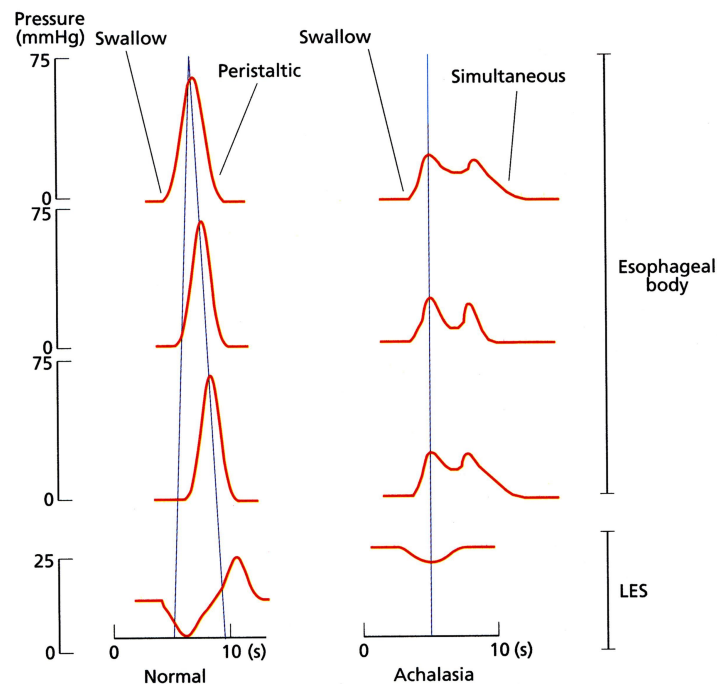 Pressure
(mmHg)
Swallow
Swallow
75
Peristaltic
Simultaneous
0
75
Esophageal
body
0
75
0
25
LES
0
0
10 (s)
0
10 (s)
Normal
Achalasia